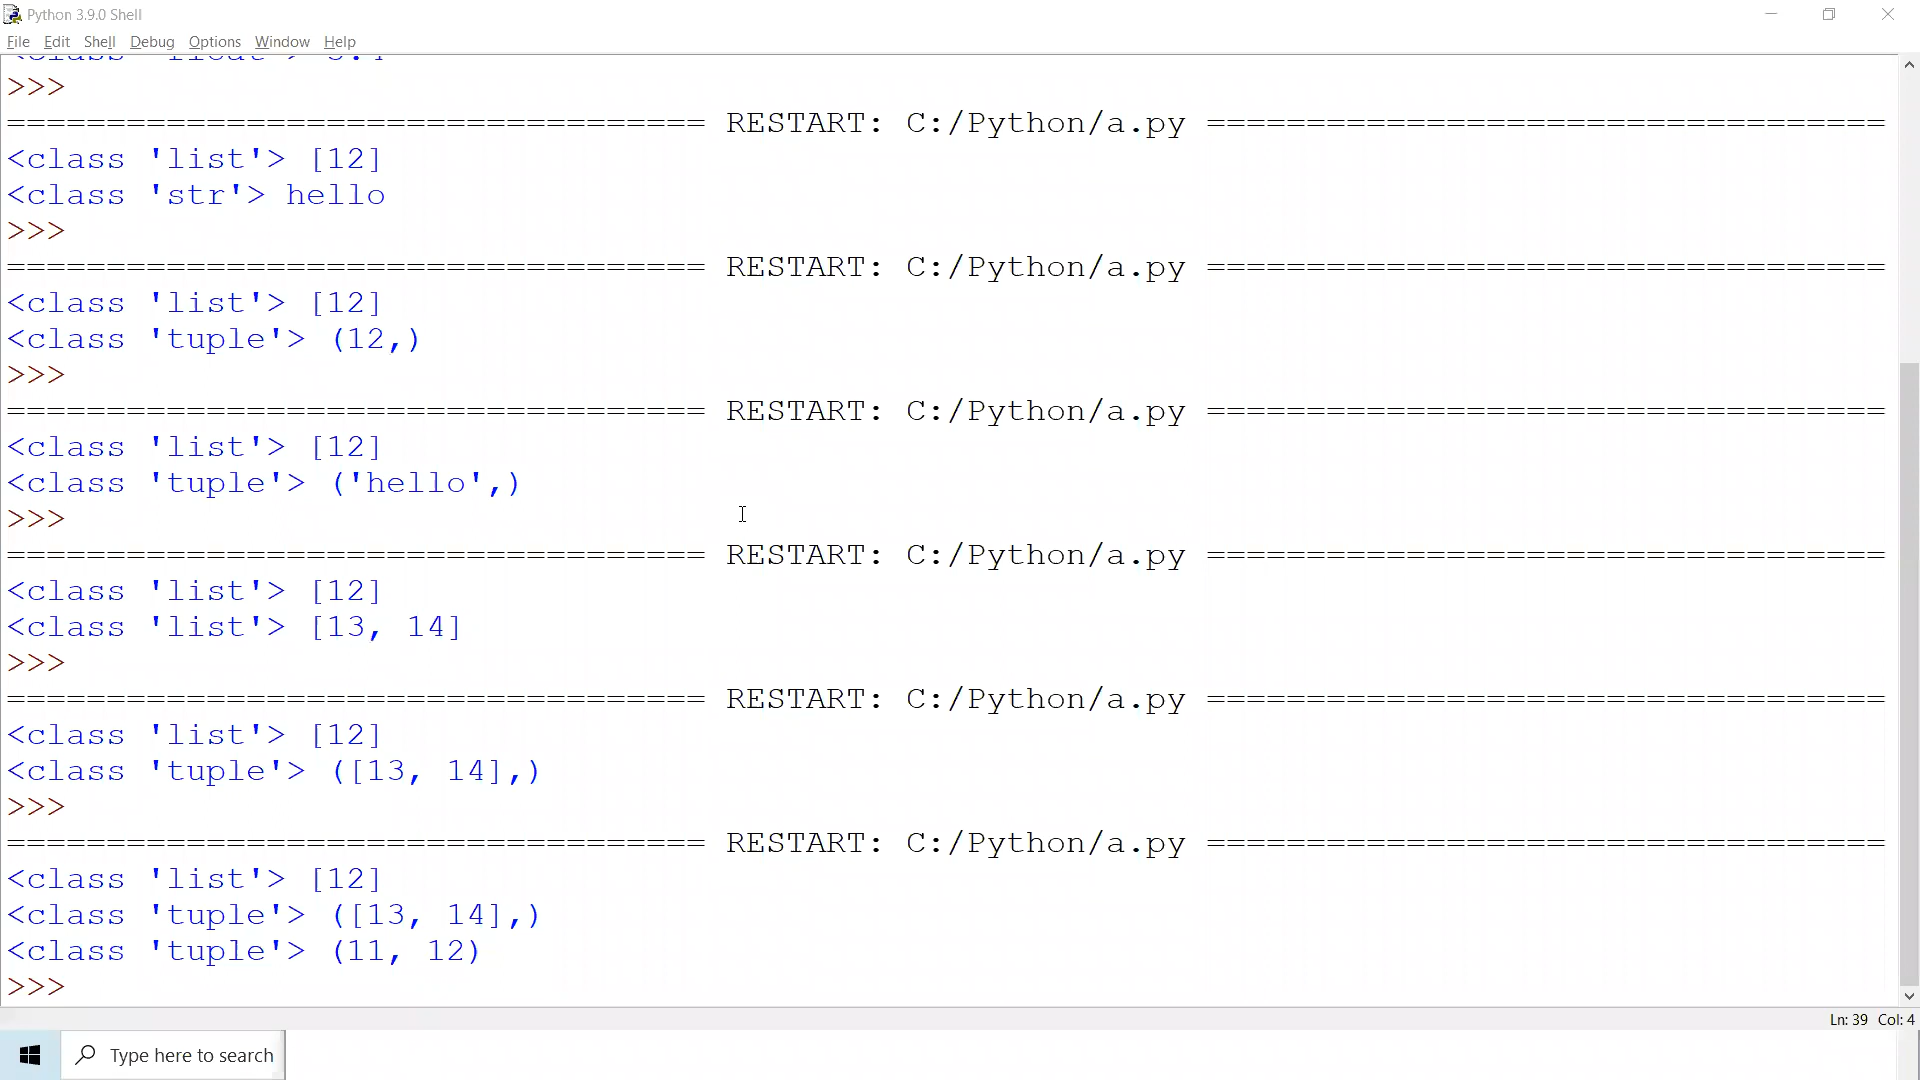 Python 3.9.0 Shell
File Edit Shell Debug Options Window Help
>>>
=================================== RESTART: C:/Python/a.py ==================================
<class 'list'> [12]
<class 'str'> hello
>>>
=================================== RESTART: C:/Python/a.py ==================================
<class 'list'> [12]
<class 'tuple'> (12,)
>>>
=================================== RESTART: C:/Python/a.py ==================================
<class 'list'> [12]
<class 'tuple'> ('hello',)
>>>
=================================== RESTART: C:/Python/a.py ==================================
<class 'list'> [12]
<class 'list'> [13, 14]
>>>
=================================== RESTART: C:/Python/a.py ==================================
<class 'list'> [12]
<class 'tuple'> ([13, 14],)
>>>
=================================== RESTART: C:/Python/a.py ==================================
<class 'list'> [12]
<class 'tuple'> ([13, 14],)
<class 'tuple'> (11, 12)
>>>
Ln: 39 Col: 4
Type here to search